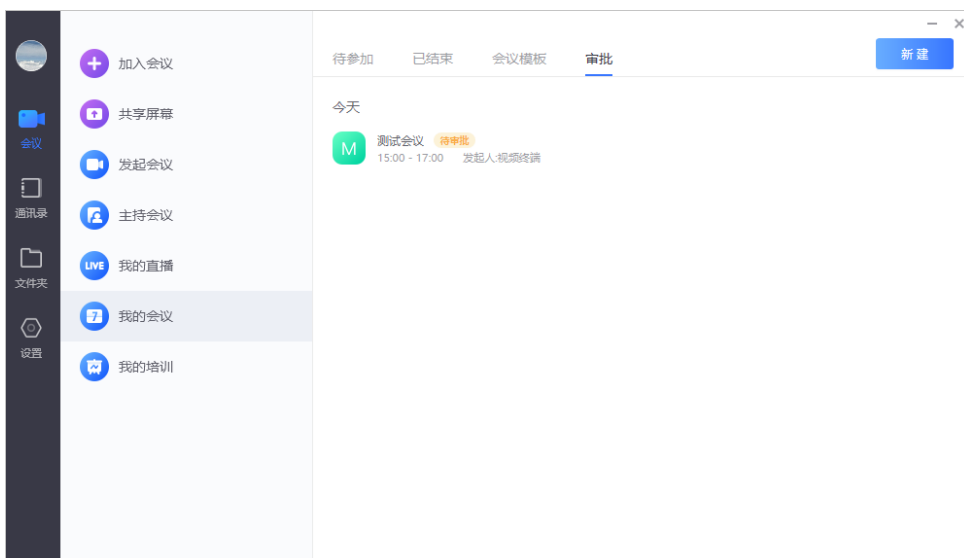 会议
通讯录
文件夹
设置
加入会议
共享屏幕
发起会议
主持会议
LIVE 我的直播
7 我的会议
我的培训
待参加 已结束 会议模板 审批 新建
今天
M 测试会议 待审批
15:00 - 17:00 发起人:视频终端